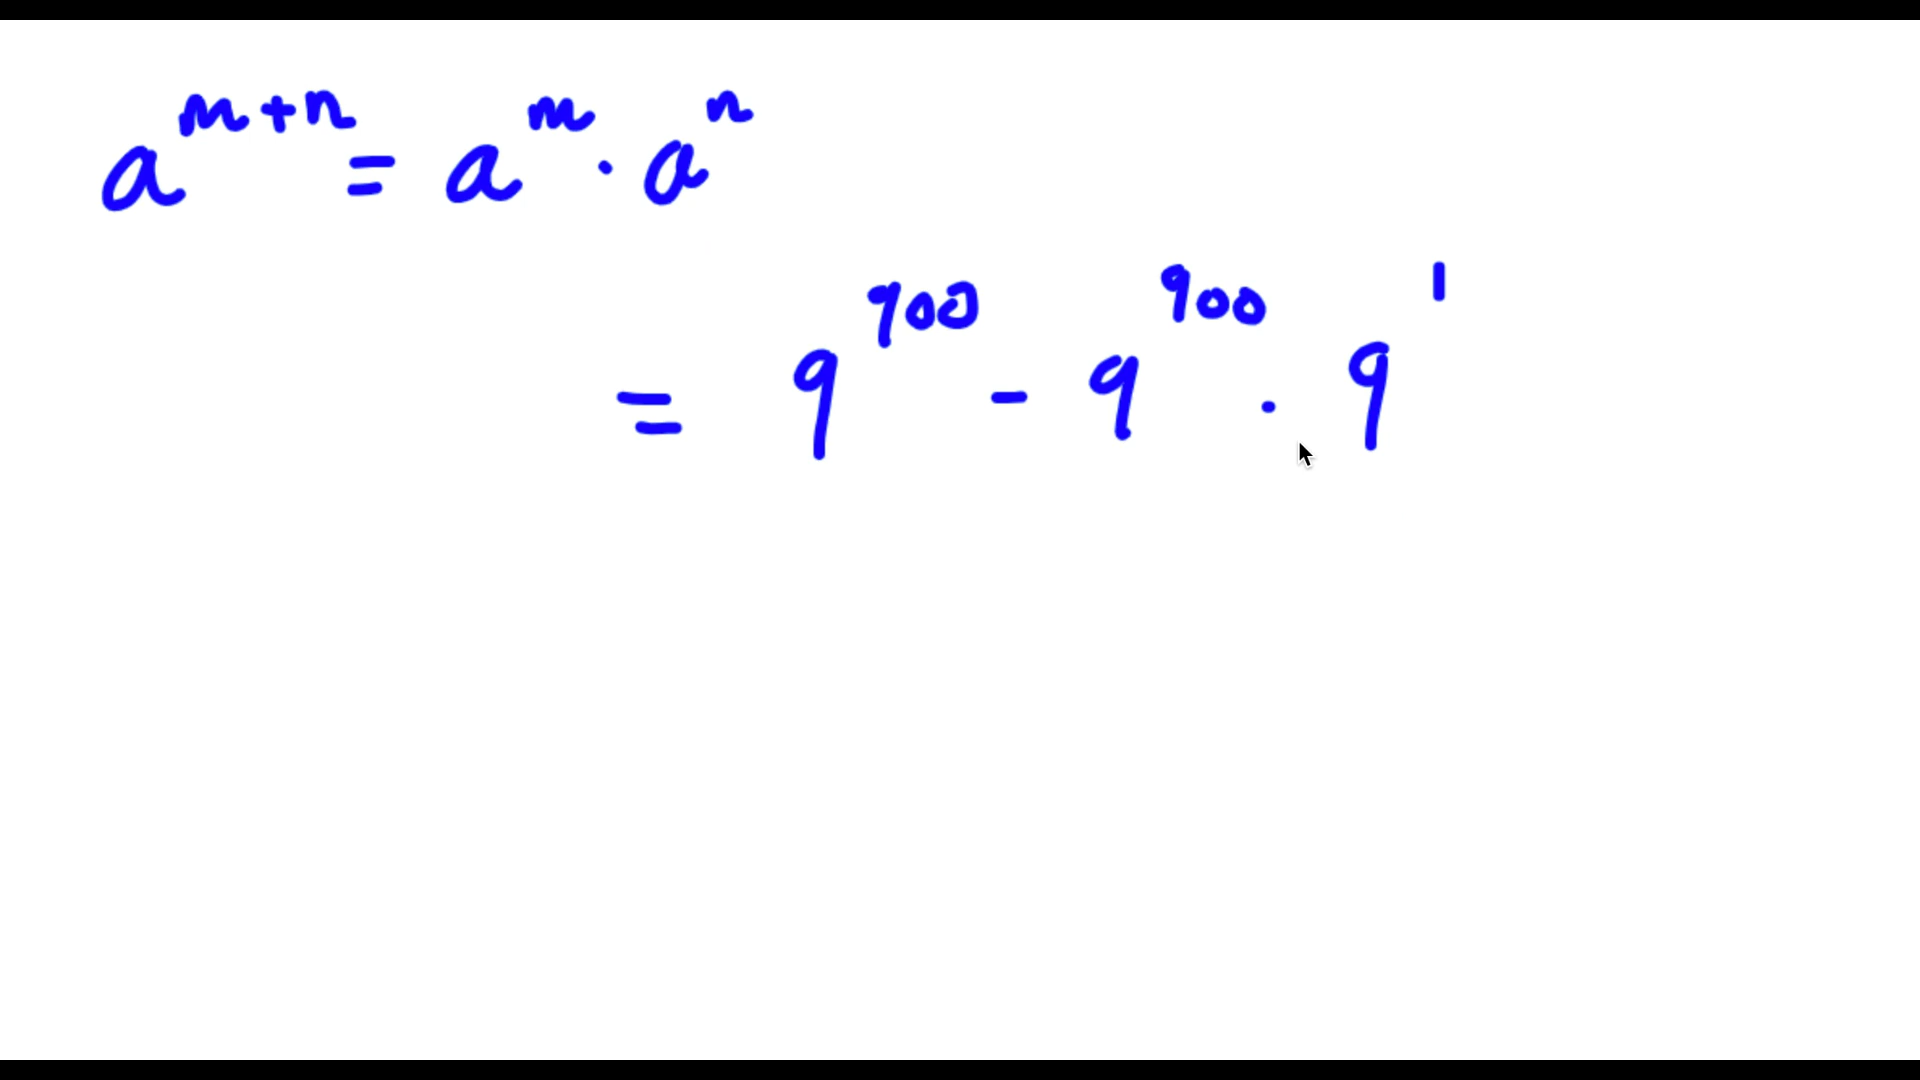 a^{m+n} = a^m · a^n
= 9^{900} - 9^{900} · 9^1